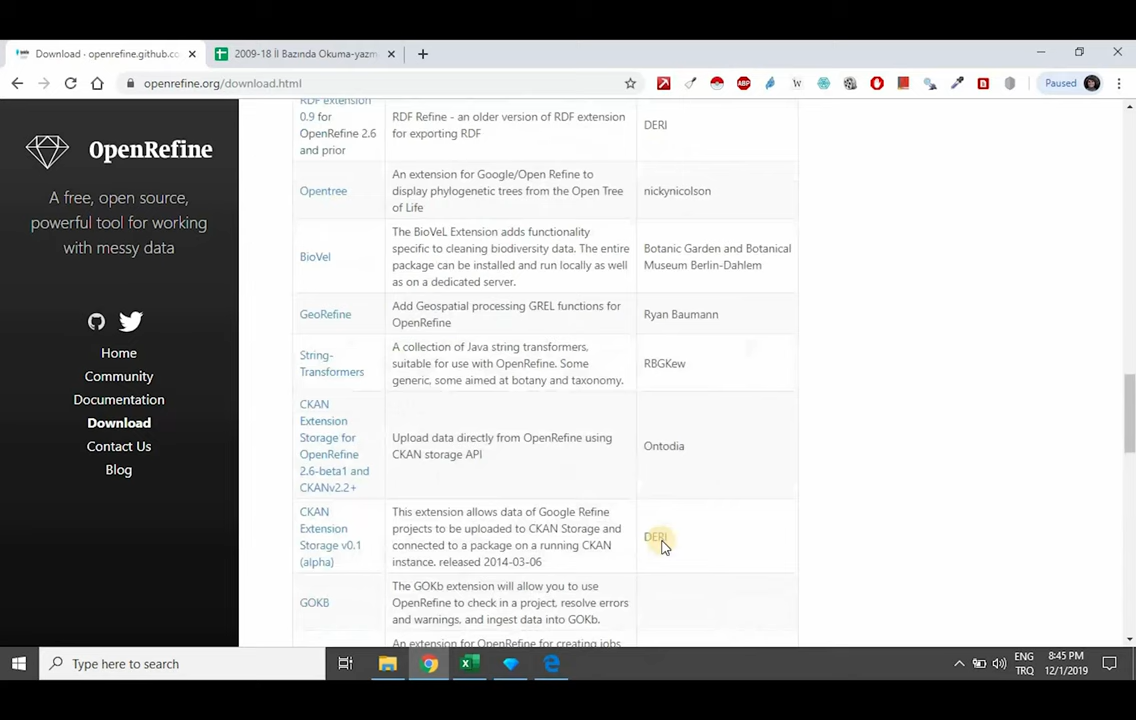 Download · openrefine.github.co
2009-18 İl Bazında Okuma-yazm
openrefine.org/download.html
Paused
OpenRefine
A free, open source,
powerful tool for working
with messy data
Home
Community
Documentation
Download
Contact Us
Blog
RDF extension
0.9 for
OpenRefine 2.6
and prior
RDF Refine - an older version of RDF extension
for exporting RDF
DERI
Opentree
An extension for Google/Open Refine to
display phylogenetic trees from the Open Tree
of Life
nickynicolson
BioVel
The BioVeL Extension adds functionality
specific to cleaning biodiversity data. The entire
package can be installed and run locally as well
as on a dedicated server.
Botanic Garden and Botanical
Museum Berlin-Dahlem
GeoRefine
Add Geospatial processing GREL functions for
OpenRefine
Ryan Baumann
String-
Transformers
A collection of Java string transformers,
suitable for use with OpenRefine. Some
generic, some aimed at botany and taxonomy.
RBGKew
CKAN
Extension
Storage for
OpenRefine
2.6-beta1 and
CKANv2.2+
Upload data directly from OpenRefine using
CKAN storage API
Ontodia
CKAN
Extension
Storage v0.1
(alpha)
This extension allows data of Google Refine
projects to be uploaded to CKAN Storage and
connected to a package on a running CKAN
instance. released 2014-03-06
DERI
GOKB
The GOKb extension will allow you to use
OpenRefine to check in a project, resolve errors
and warnings, and ingest data into GOKb.
An extension for OpenRefine for creating jobs
Type here to search
ENG
TRQ
8:45 PM
12/1/2019